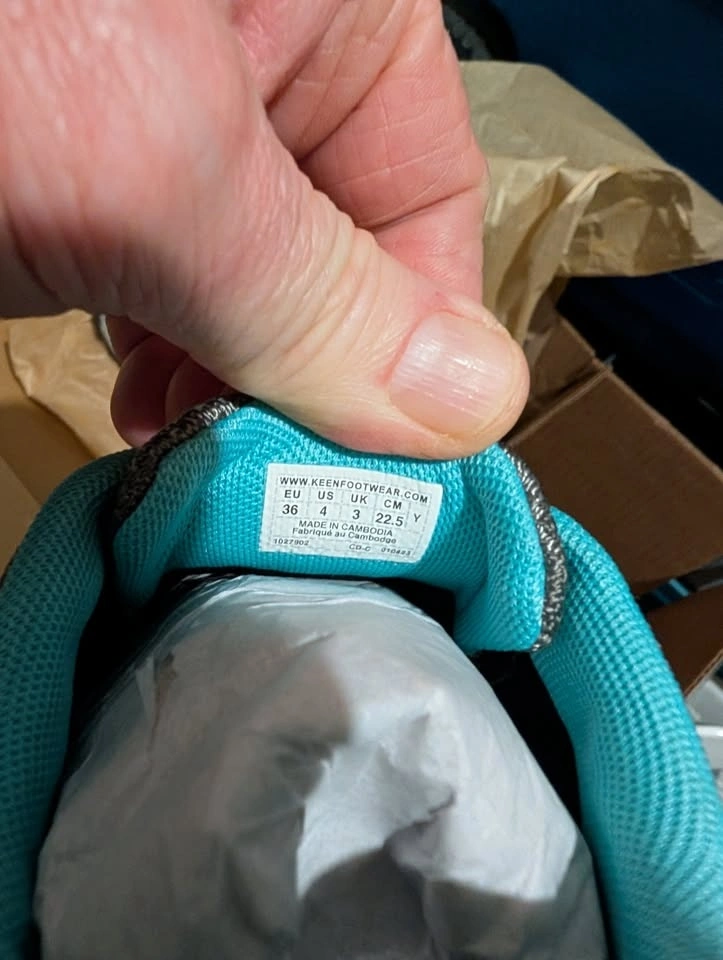 WWW.KEENFOOTWEAR.COM
EU US UK CM
36 4 3 22.5 Y
MADE IN CAMBODIA
Fabriqué au Cambodge
1027902 CD-C 010423